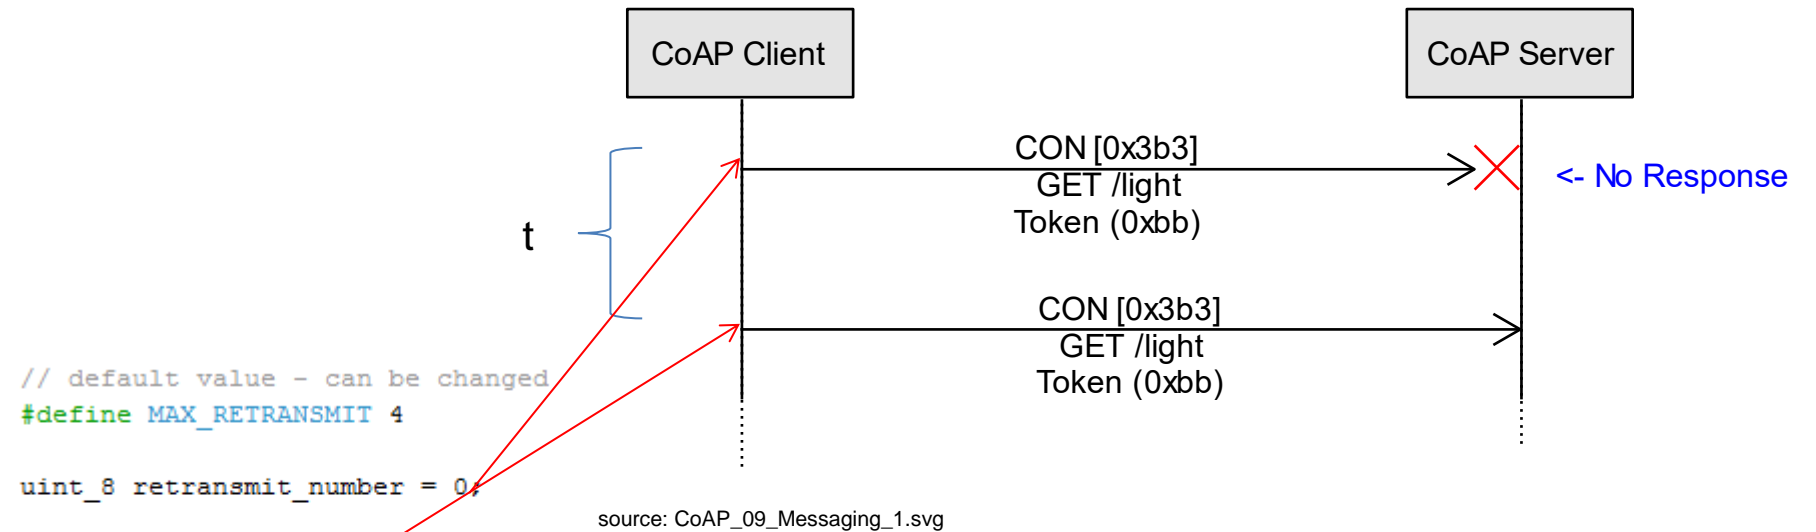 CoAP Client
CoAP Server
CON [0x3b3]
GET /light
Token (0xbb)
<- No Response
t
CON [0x3b3]
GET /light
Token (0xbb)
// default value - can be changed
#define MAX_RETRANSMIT 4
uint_8 retransmit_number = 0;
source: CoAP_09_Messaging_1.svg